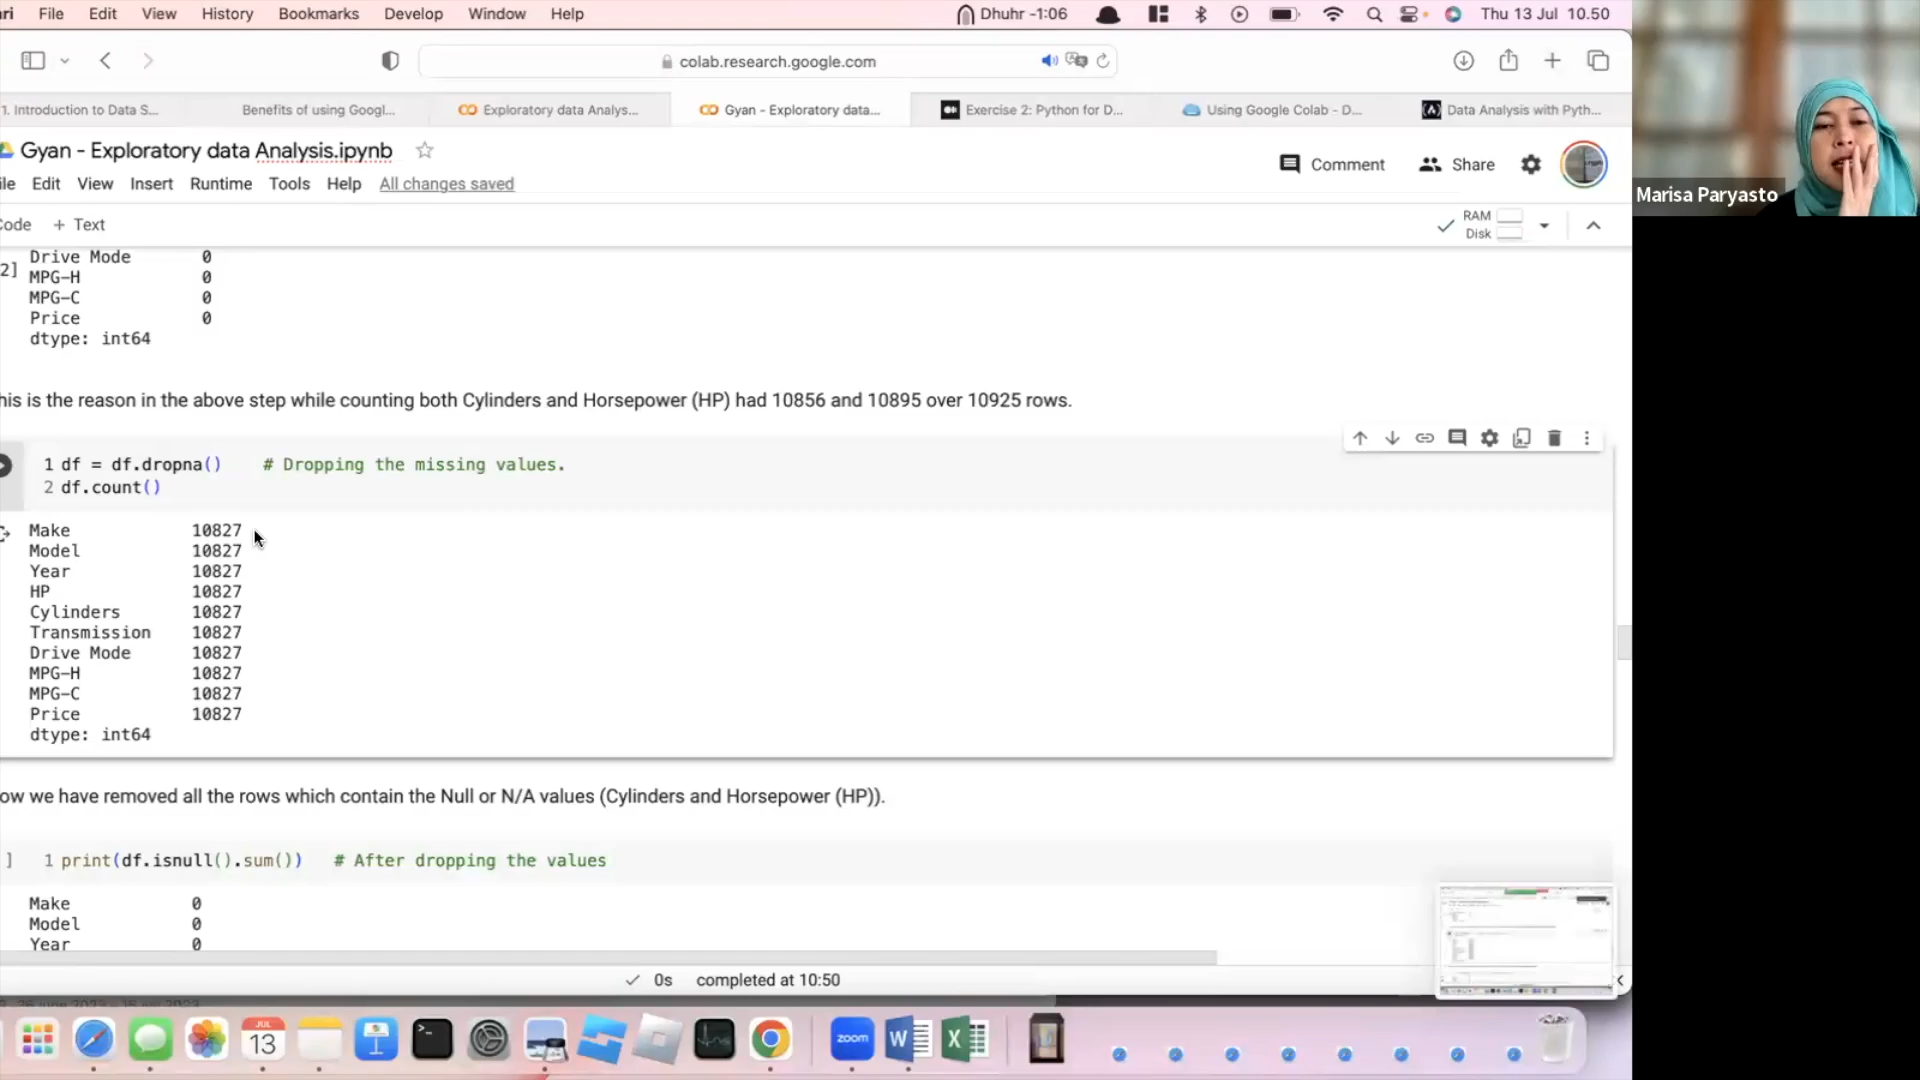 ri File Edit View History Bookmarks Develop Window Help Dhuhr -1:06 Thu 13 Jul 10.50
colab.research.google.com
1. Introduction to Data S... Benefits of using Googl... Exploratory data Analys... Gyan - Exploratory data... Exercise 2: Python for D... Using Google Colab - D... Data Analysis with Pyth...
Gyan - Exploratory data Analysis.ipynb
Comment Share
ile Edit View Insert Runtime Tools Help All changes saved
Code + Text
RAM
Disk
Drive Mode 0
2]
MPG-H 0
MPG-C 0
Price 0
dtype: int64
his is the reason in the above step while counting both Cylinders and Horsepower (HP) had 10856 and 10895 over 10925 rows.
1 df = df.dropna() # Dropping the missing values.
2 df.count()
Make 10827
Model 10827
Year 10827
HP 10827
Cylinders 10827
Transmission 10827
Drive Mode 10827
MPG-H 10827
MPG-C 10827
Price 10827
dtype: int64
ow we have removed all the rows which contain the Null or N/A values (Cylinders and Horsepower (HP)).
] 1 print(df.isnull().sum()) # After dropping the values
Make 0
Model 0
Year 0
0s completed at 10:50
JUL
13
zoom
W
X
Marisa Paryasto